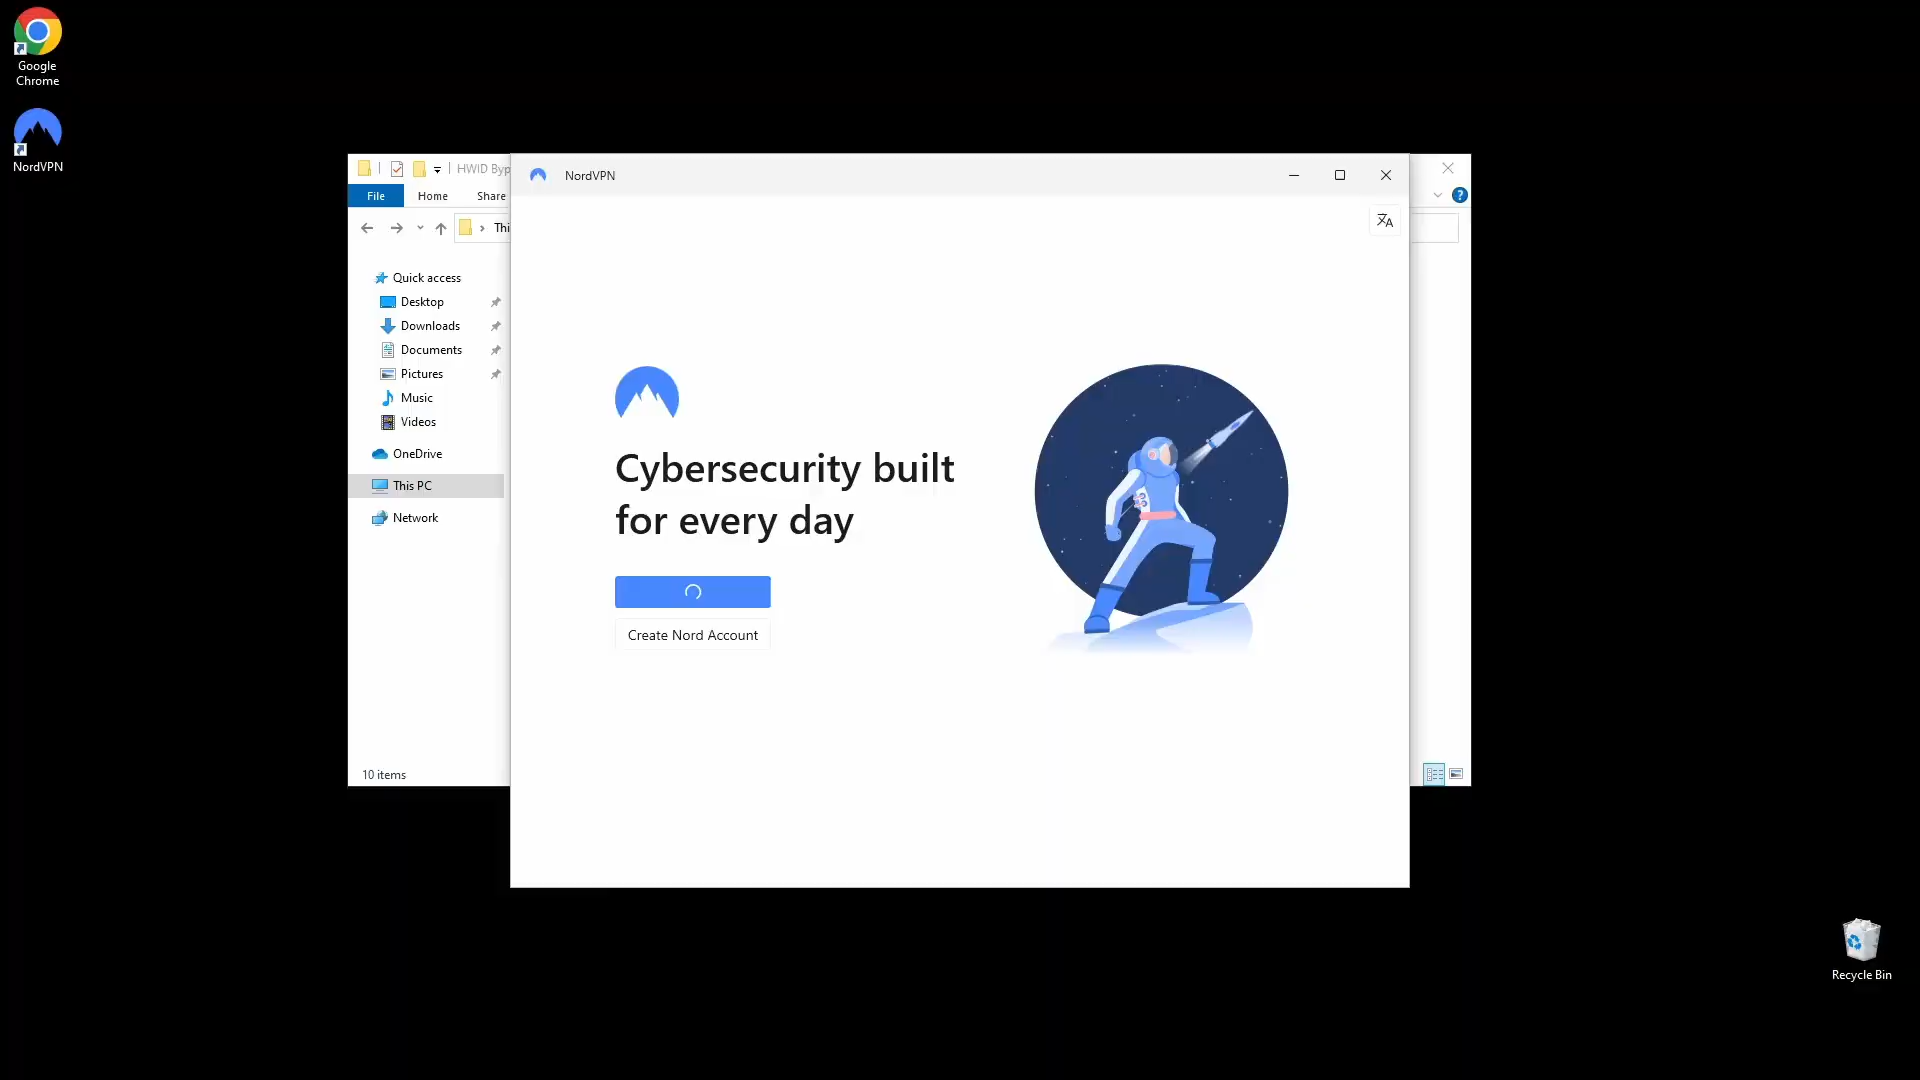 Google
Chrome
NordVPN
HWID Byp
File
Home
Share
Thi
Quick access
Desktop
Downloads
Documents
Pictures
Music
Videos
OneDrive
This PC
Network
10 items
NordVPN
Cybersecurity built
for every day
Create Nord Account
Recycle Bin